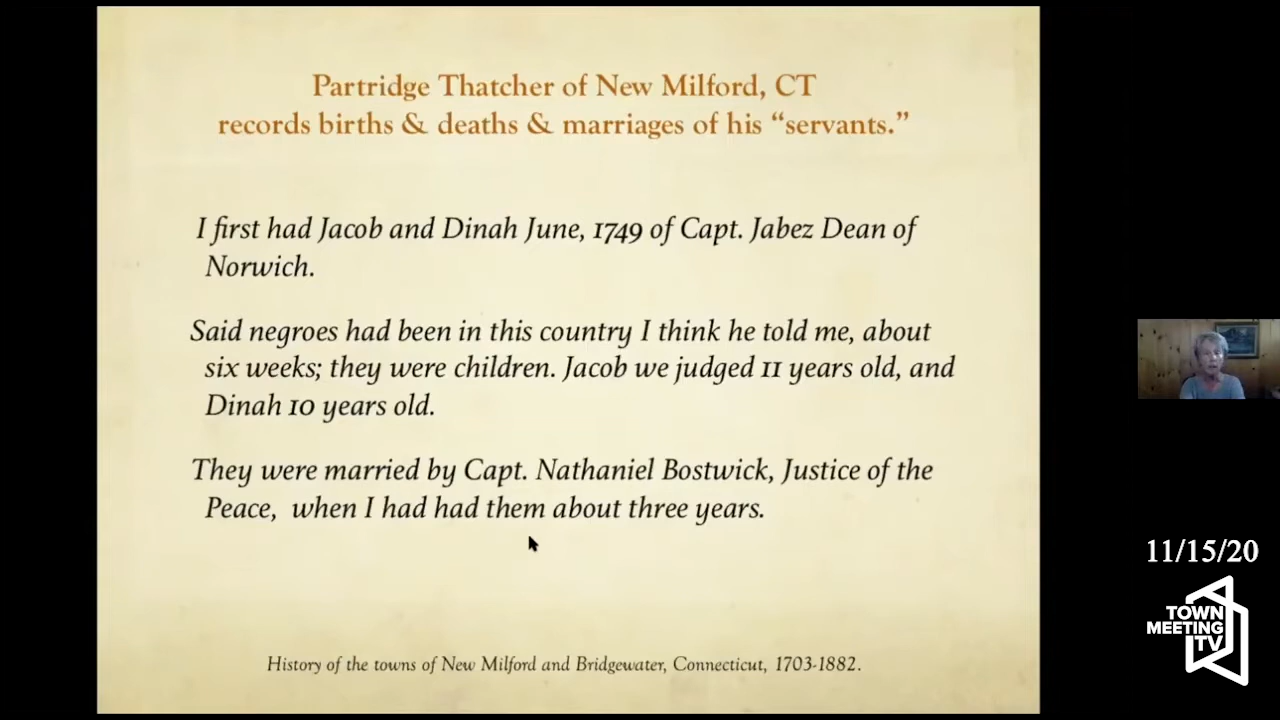 Partridge Thatcher of New Milford, CT
records births & deaths & marriages of his “servants.”
I first had Jacob and Dinah June, 1749 of Capt. Jabez Dean of
Norwich.
Said negroes had been in this country I think he told me, about
six weeks; they were children. Jacob we judged 11 years old, and
Dinah 10 years old.
They were married by Capt. Nathaniel Bostwick, Justice of the
Peace, when I had had them about three years.
History of the towns of New Milford and Bridgewater, Connecticut, 1703-1882.
11/15/20
TOWN
MEETING
TV